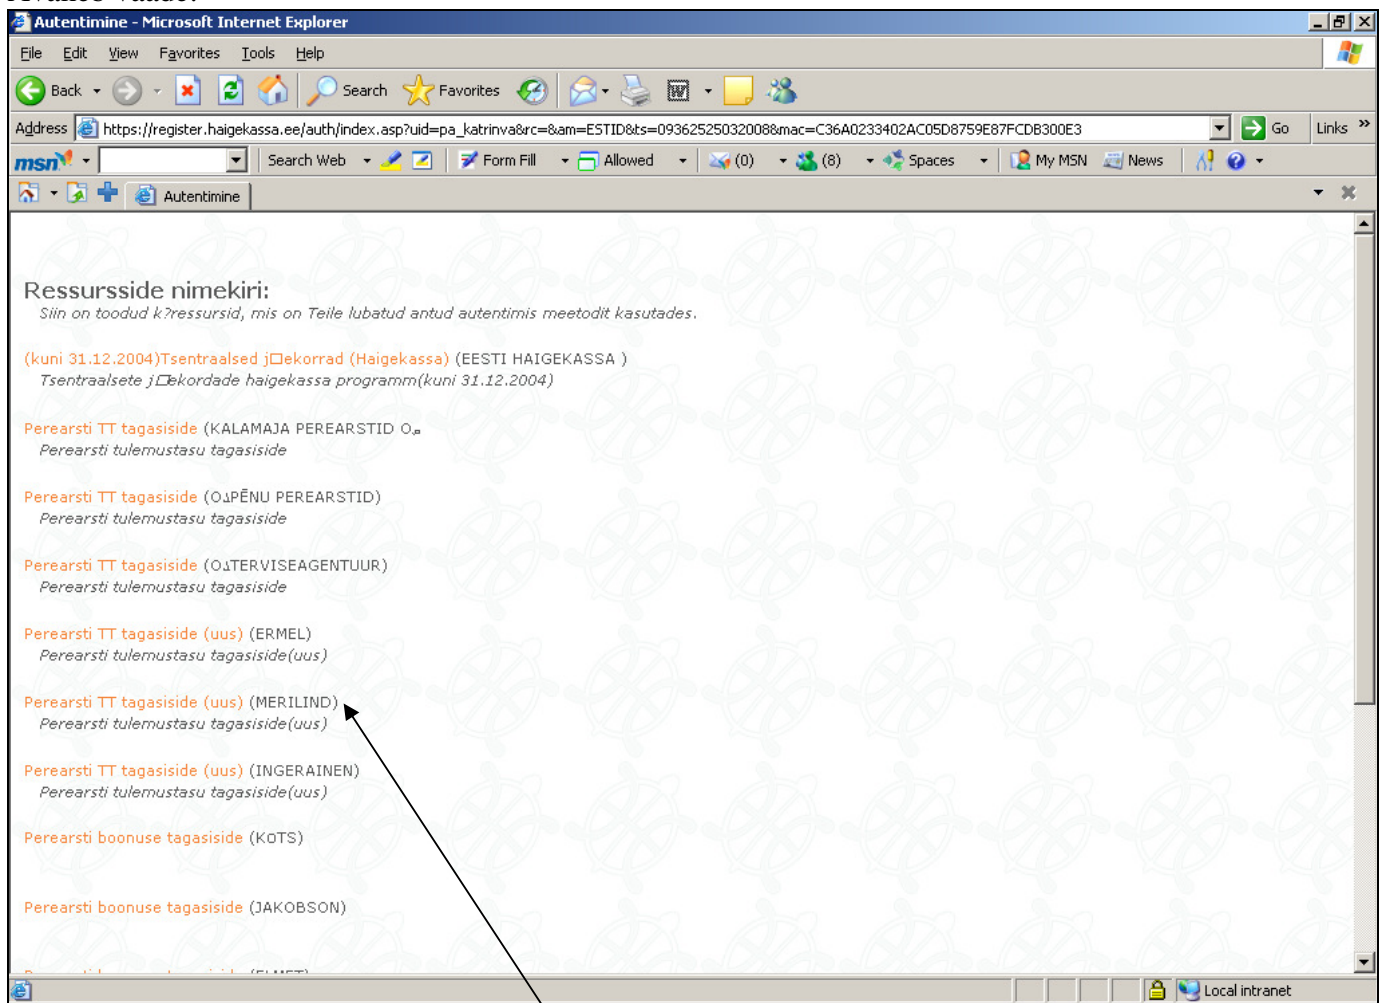 Autentimine - Microsoft Internet Explorer
File Edit View Favorites Tools Help
Back Search Favorites
Address https://register.haigekassa.ee/auth/index.asp?uid=pa_katrinva&rc=&am=ESTID&ts=09362525032008&mac=C36A0233402AC05D8759E87FCDB300E3 Go Links »
msn Search Web Form Fill Allowed (0) (8) Spaces My MSN News
Autentimine
Ressursside nimekiri:
Siin on toodud k?ressursid, mis on Teile lubatud antud autentimis meetodit kasutades.
(kuni 31.12.2004)Tsentraalsed j□ekorrad (Haigekassa) (EESTI HAIGEKASSA )
Tsentraalsete j□ekordade haigekassa programm(kuni 31.12.2004)
Perearsti TT tagasiside (KALAMAJA PEREARSTID
Perearsti tulemustasu tagasiside
Perearsti TT tagasiside PEREARSTID)
Perearsti tulemustasu tagasiside
Perearsti TT tagasiside
Perearsti tulemustasu tagasiside
Perearsti TT tagasiside (uus) (ERMEL)
Perearsti tulemustasu tagasiside(uus)
Perearsti TT tagasiside (uus) (MERILIND)
Perearsti tulemustasu tagasiside(uus)
Perearsti TT tagasiside (uus) (INGERAINEN)
Perearsti tulemustasu tagasiside(uus)
Perearsti boonuse tagasiside (KOTS)
Perearsti boonuse tagasiside (JAKOBSON)
Local intranet